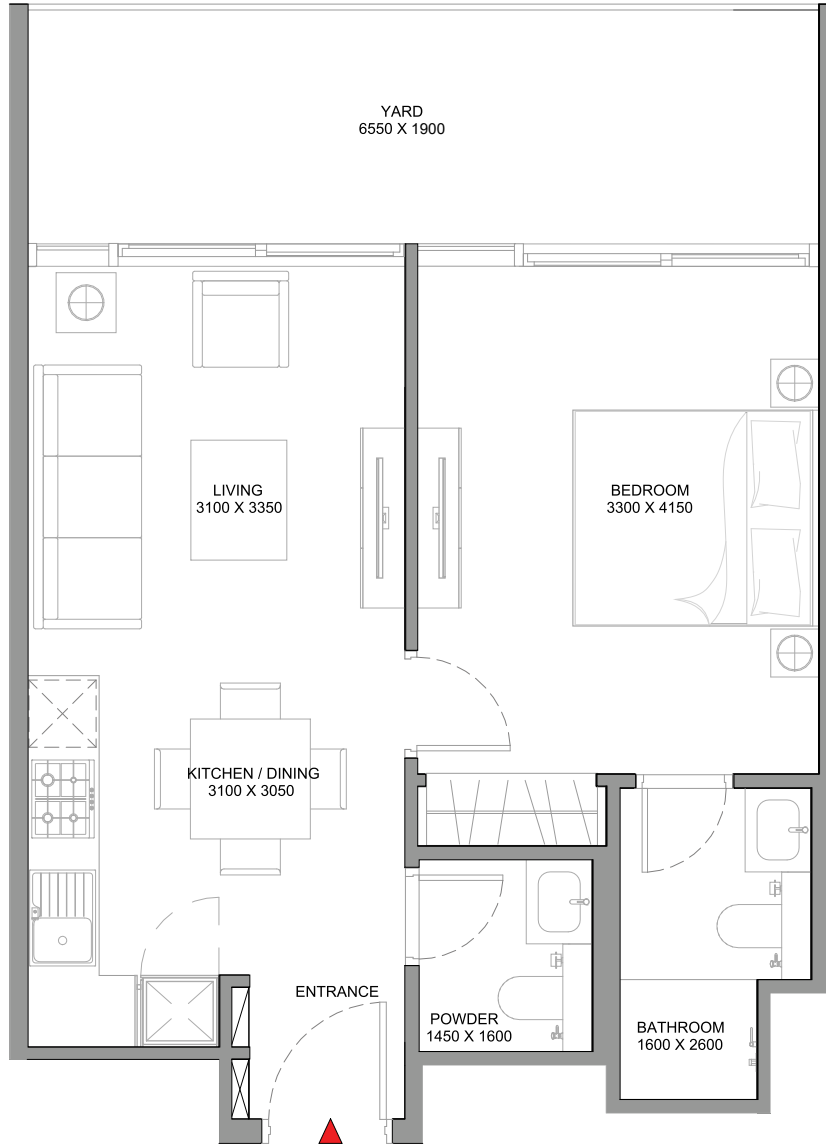 YARD
6550 X 1900
LIVING
3100 X 3350
BEDROOM
3300 X 4150
KITCHEN / DINING
3100 X 3050
ENTRANCE
POWDER
1450 X 1600
BATHROOM
1600 X 2600